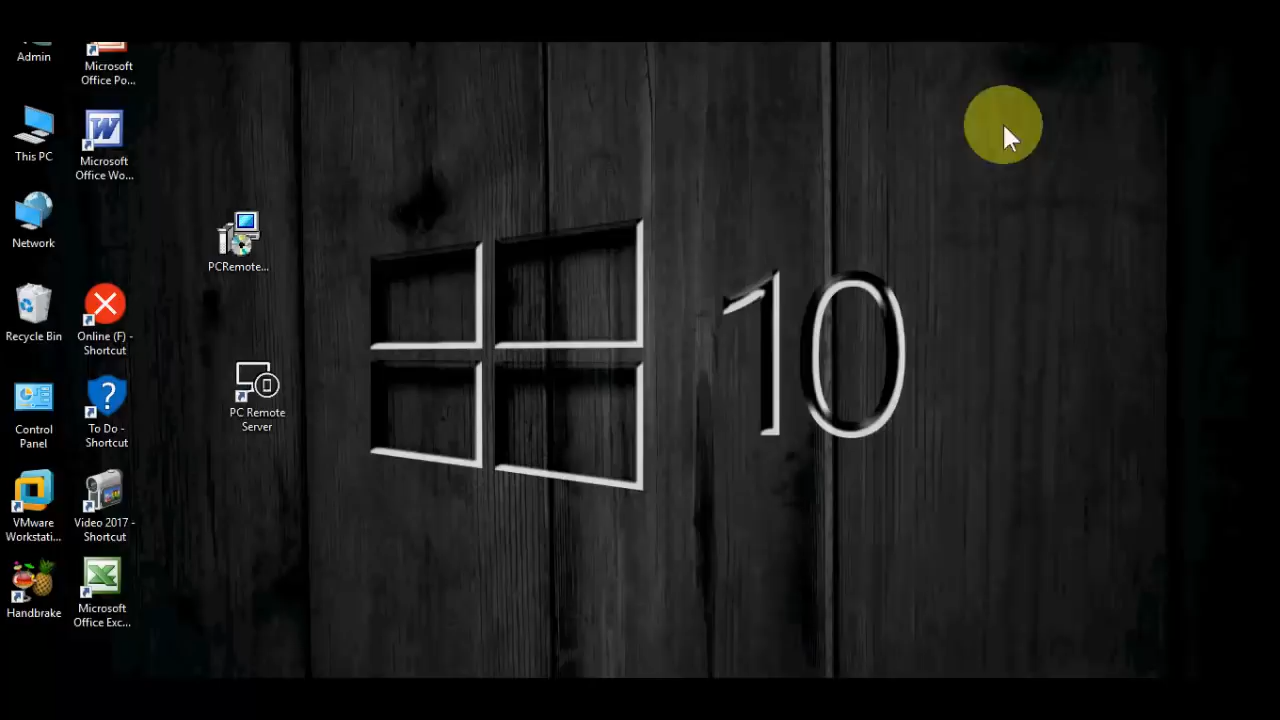 Admin
Microsoft
Office Po...
This PC
Microsoft
Office Wo...
Network
PCRemote...
Recycle Bin
Online (F) -
Shortcut
Control
Panel
To Do -
Shortcut
PC Remote
Server
VMware
Workstati...
Video 2017 -
Shortcut
Handbrake
Microsoft
Office Exc...
10